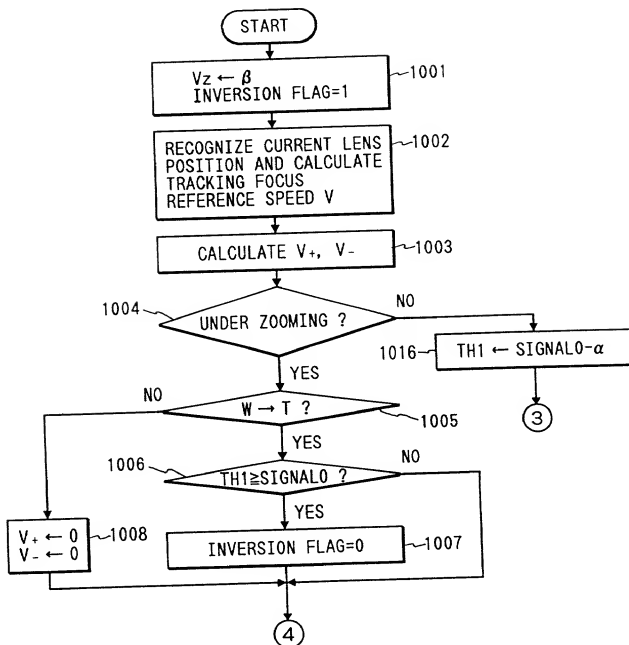 START
Vz ← β
INVERSION FLAG=1
1001
RECOGNIZE CURRENT LENS
POSITION AND CALCULATE
TRACKING FOCUS
REFERENCE SPEED V
1002
CALCULATE V+, V-
1003
1004
UNDER ZOOMING ?
NO
YES
1016
TH1 ← SIGNAL0-α
3
NO
W → T ?
1005
YES
1006
TH1≧SIGNAL0 ?
NO
YES
V+ ← 0
V- ← 0
1008
INVERSION FLAG=0
1007
4